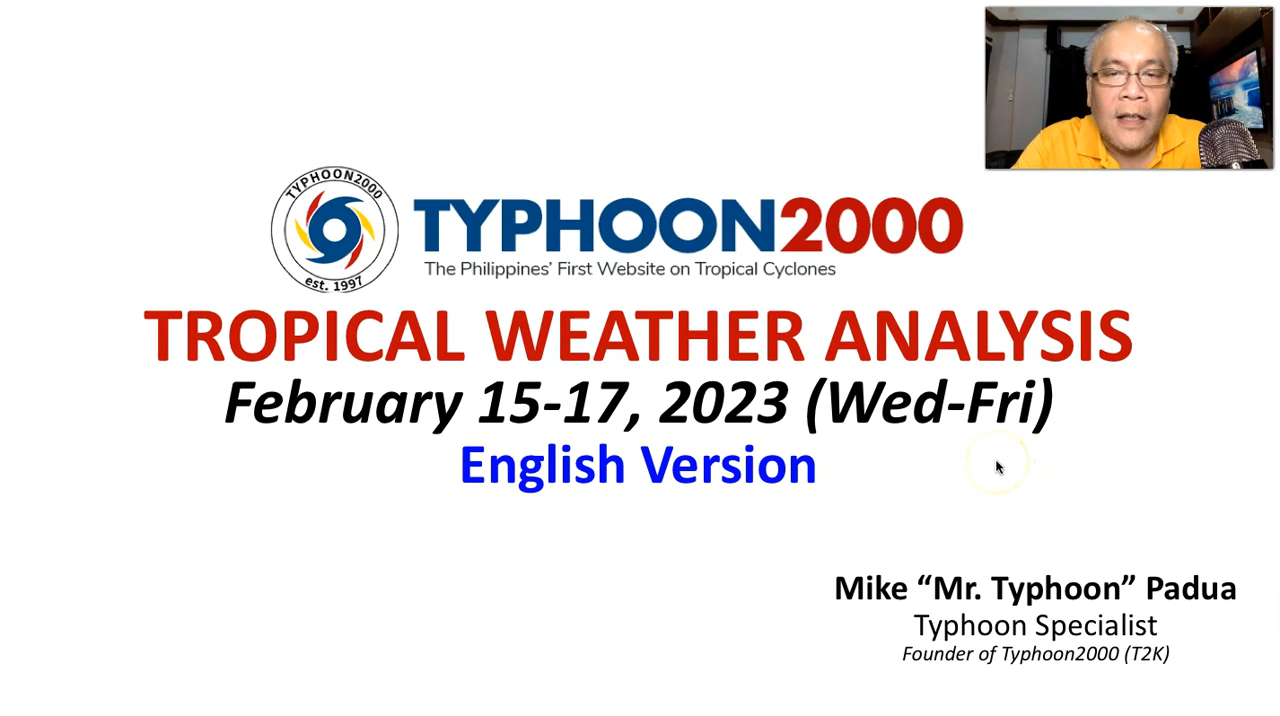 TYPHOON2000
est. 1997
TYPHOON2000
The Philippines' First Website on Tropical Cyclones
TROPICAL WEATHER ANALYSIS
February 15-17, 2023 (Wed-Fri)
English Version
Mike “Mr. Typhoon” Padua
Typhoon Specialist
Founder of Typhoon2000 (T2K)